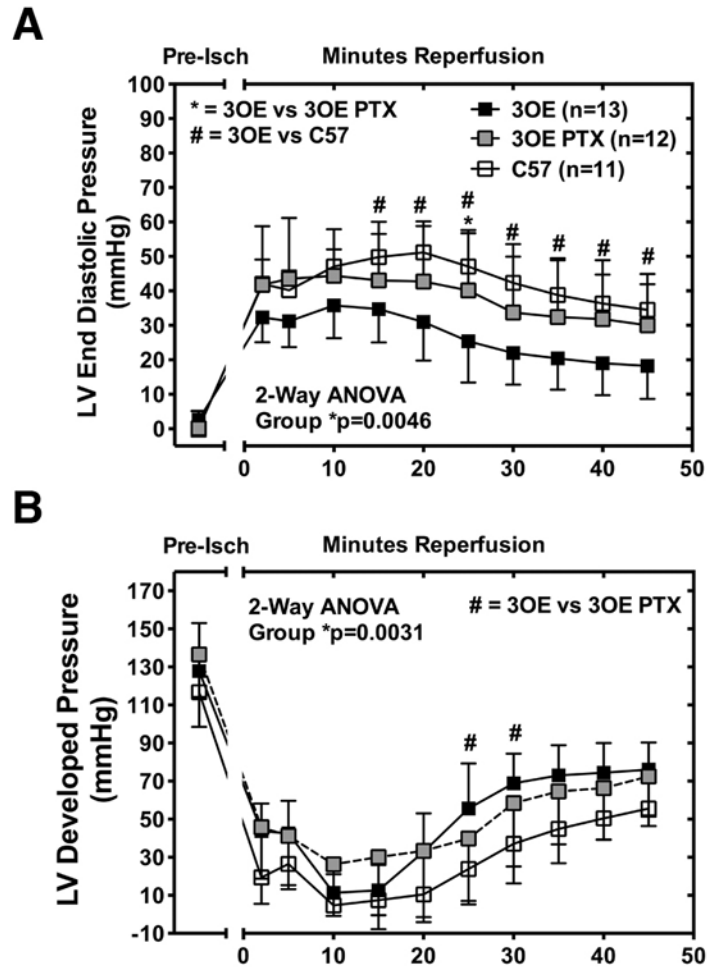 A
Pre-Isch Minutes Reperfusion
100
90
80
70
60
50
40
30
20
10
0
LV End Diastolic Pressure
(mmHg)
* = 3OE vs 3OE PTX
# = 3OE vs C57
3OE (n=13)
3OE PTX (n=12)
C57 (n=11)
# # # # # # #
*
2-Way ANOVA
Group *p=0.0046
0 10 20 30 40 50
B
Pre-Isch Minutes Reperfusion
170
150
130
110
90
70
50
30
10
-10
LV Developed Pressure
(mmHg)
2-Way ANOVA
Group *p=0.0031
# = 3OE vs 3OE PTX
# #
0 10 20 30 40 50